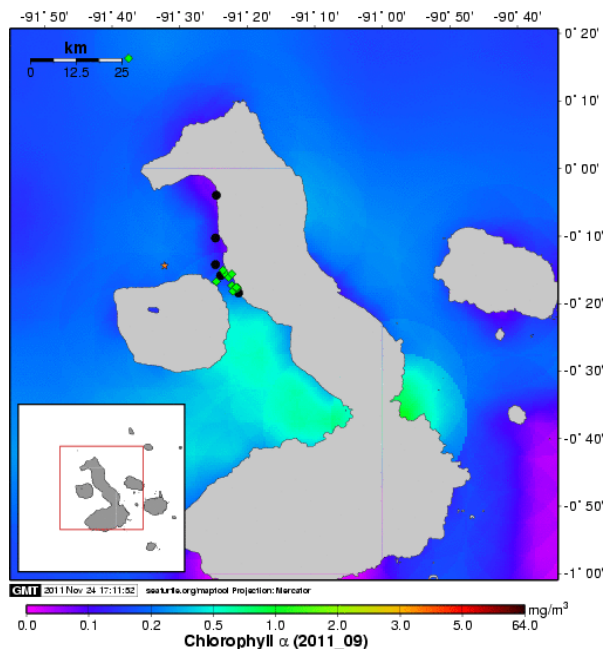 -91° 40' -91° 30' -91° 20' -91° 10' -91° 00' -90° 50' -90° 40'
0° 20'
km
0 12.5 25
0° 10'
0° 00'
-0° 10'
-0° 20'
-0° 30'
-0° 40'
-0° 50'
-1° 00'
GMT 2011 Nov 24 17:11:52 seaturtle.org/maptool Projection: Mercator
mg/m³
0.0 0.1 0.2 0.5 1.0 2.0 3.0 5.0 64.0
Chlorophyll α (2011_09)